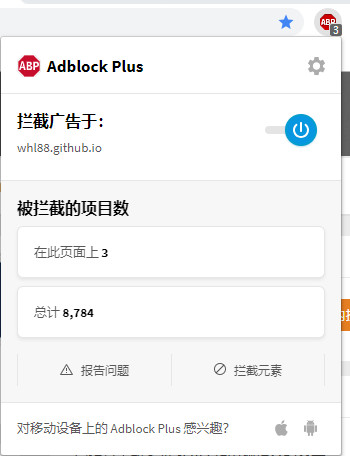 ABP
3
ABP Adblock Plus
拦截广告于：
whl88.github.io
被拦截的项目数
在此页面上 3
总计 8,784
报告问题
拦截元素
对移动设备上的 Adblock Plus 感兴趣？